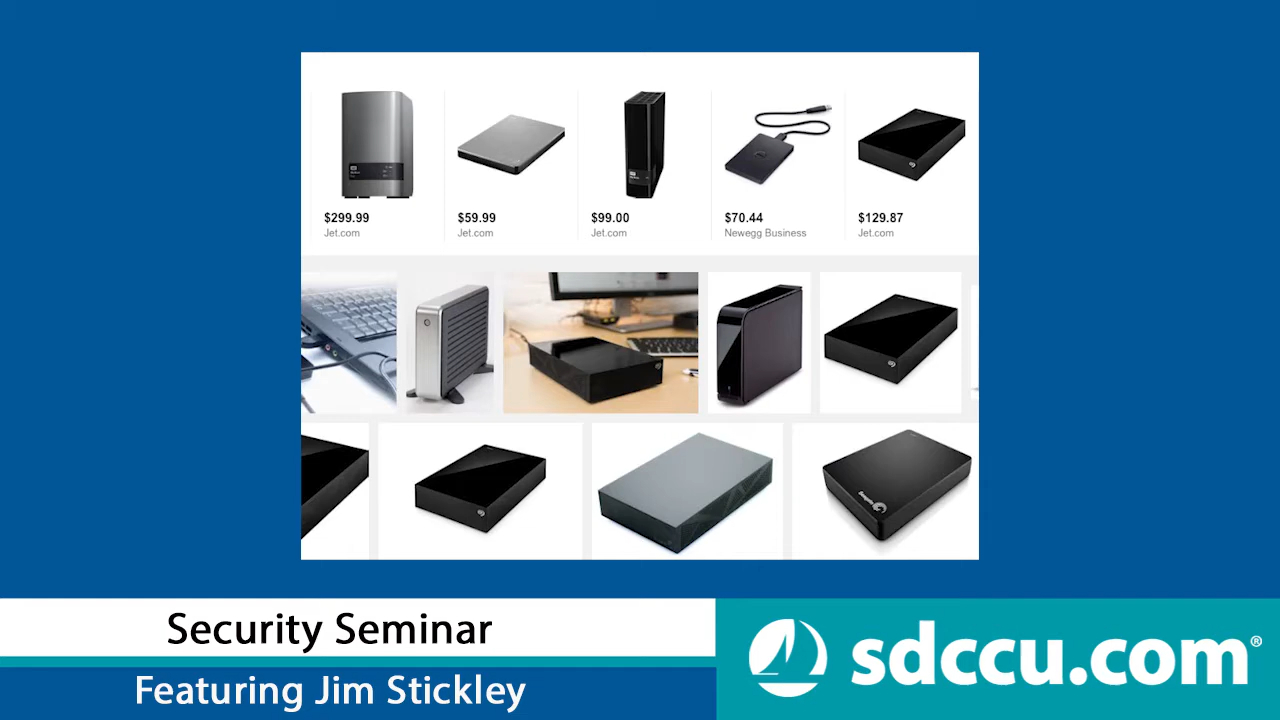 $299.99
Jet.com
$59.99
Jet.com
$99.00
Jet.com
$70.44
Newegg Business
$129.87
Jet.com
Seagate
Security Seminar
Featuring Jim Stickley
sdccu.com®